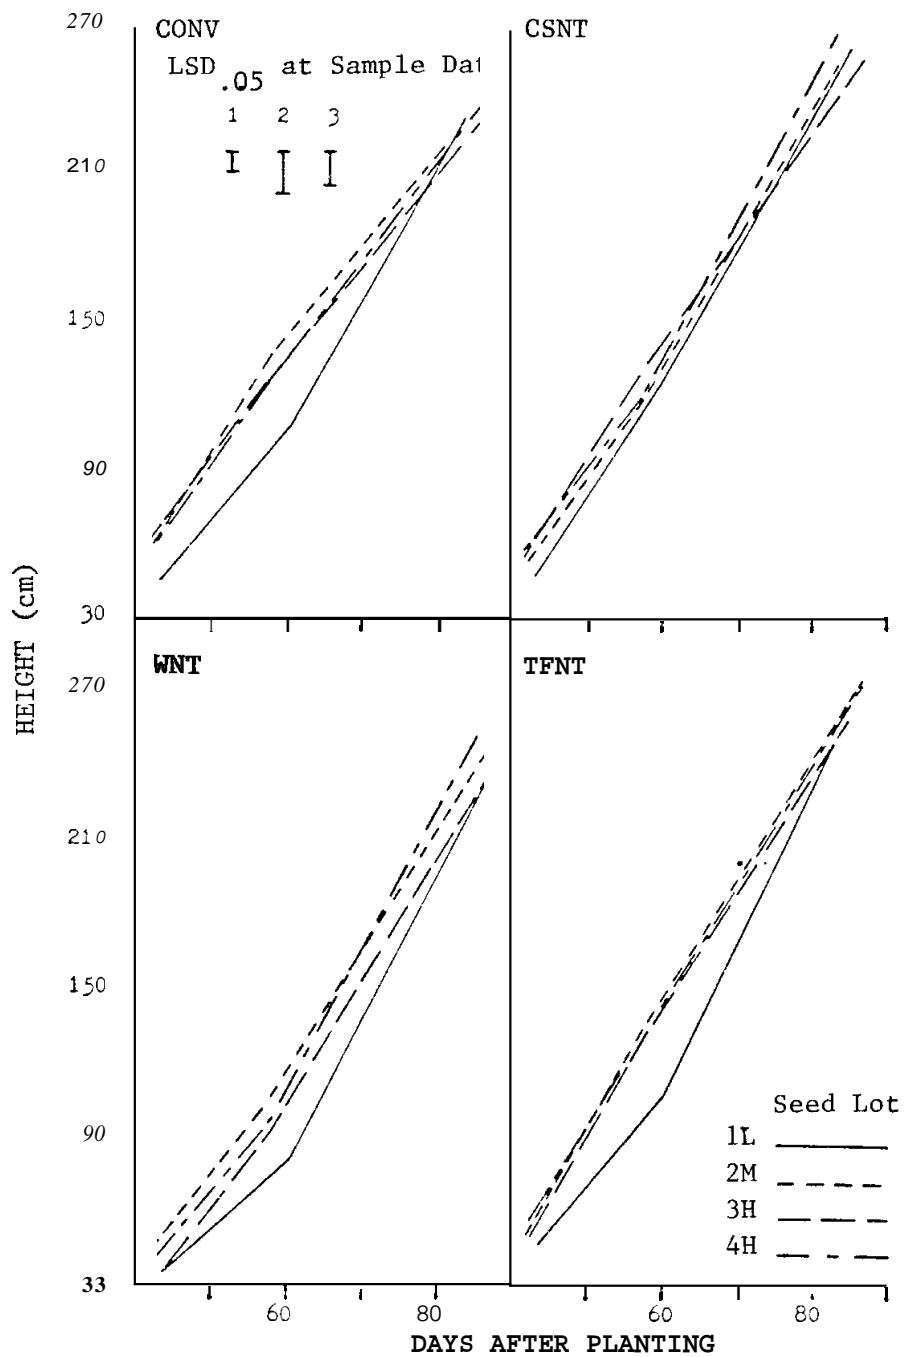 270
CONV
CSNT
LSD .05 at Sample Dat
1 2 3
210
150
90
30
HEIGHT (cm)
WNT
TFNT
270
210
150
90
33
Seed Lot
1L
2M
3H
4H
60 80 60 80
DAYS AFTER PLANTING